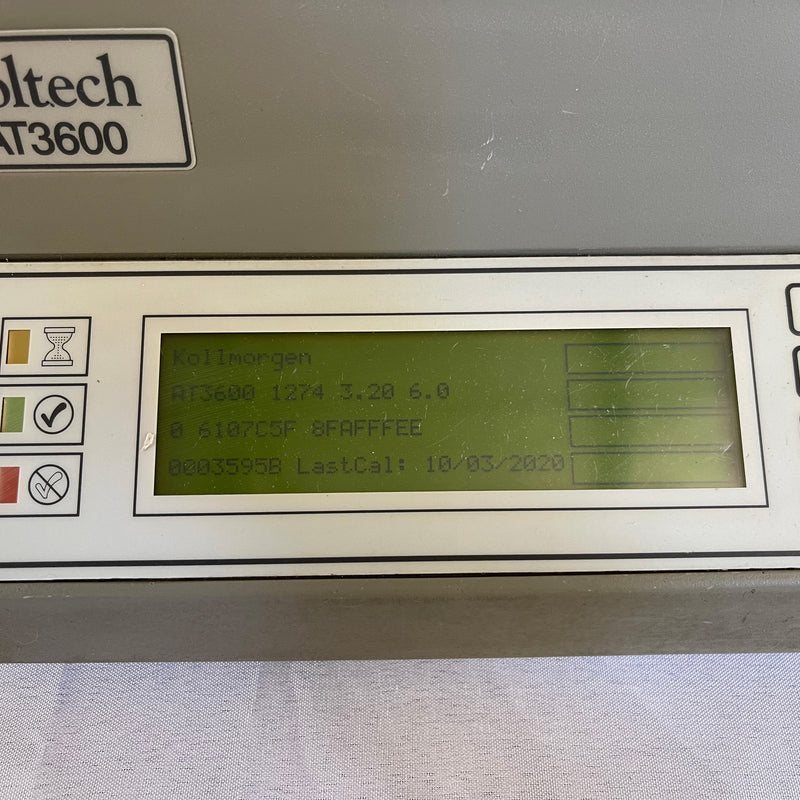 oltech
AT3600
Kollmorgen
AT3600 1274 3.20 6.0
0 6107C5F 8FAFFFEE
0003595B LastCal: 10/03/2020